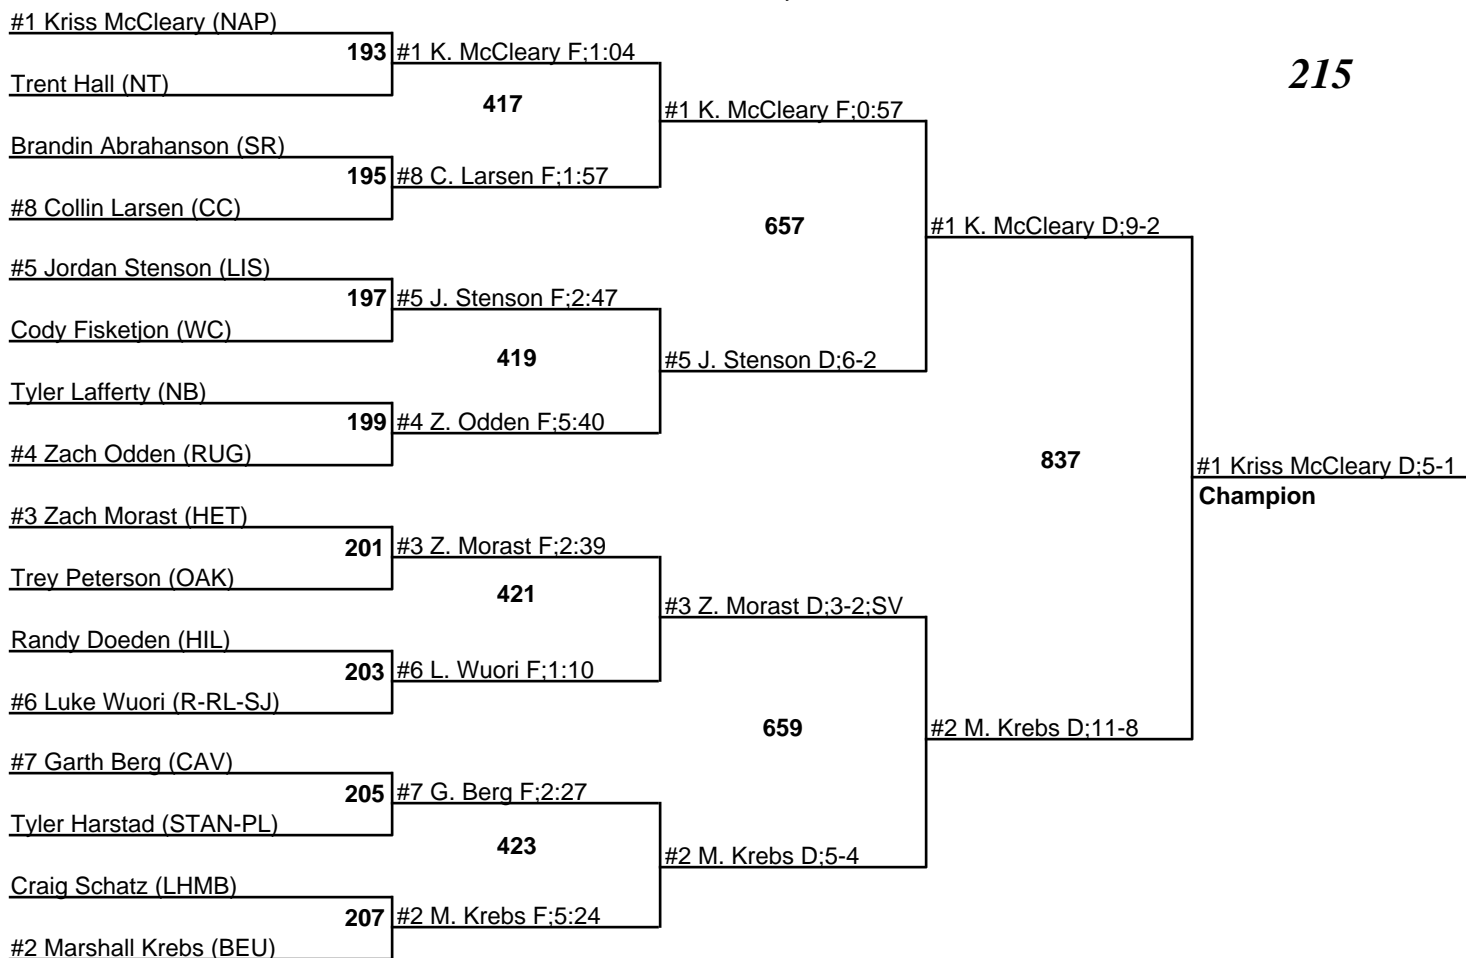 #1 Kriss McCleary (NAP)
193 #1 K. McCleary F;1:04
Trent Hall (NT)
215
417
#1 K. McCleary F;0:57
Brandin Abrahanson (SR)
195 #8 C. Larsen F;1:57
#8 Collin Larsen (CC)
657
#1 K. McCleary D;9-2
#5 Jordan Stenson (LIS)
197 #5 J. Stenson F;2:47
Cody Fisketjon (WC)
419
#5 J. Stenson D;6-2
Tyler Lafferty (NB)
199 #4 Z. Odden F;5:40
#4 Zach Odden (RUG)
837
#1 Kriss McCleary D;5-1
Champion
#3 Zach Morast (HET)
201 #3 Z. Morast F;2:39
Trey Peterson (OAK)
421
#3 Z. Morast D;3-2;SV
Randy Doeden (HIL)
203 #6 L. Wuori F;1:10
#6 Luke Wuori (R-RL-SJ)
659
#2 M. Krebs D;11-8
#7 Garth Berg (CAV)
205 #7 G. Berg F;2:27
Tyler Harstad (STAN-PL)
423
#2 M. Krebs D;5-4
Craig Schatz (LHMB)
207 #2 M. Krebs F;5:24
#2 Marshall Krebs (BEU)